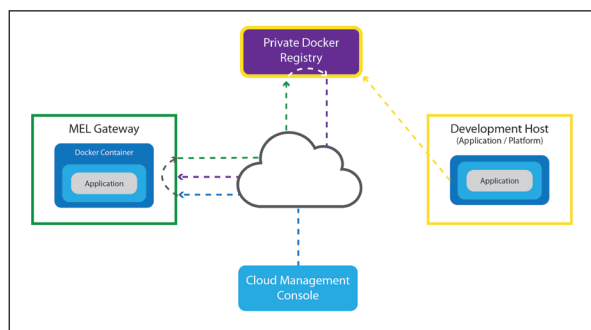 Private Docker
Registry
MEL Gateway
Docker Container
Application
Development Host
(Application / Platform)
Application
Cloud Management
Console